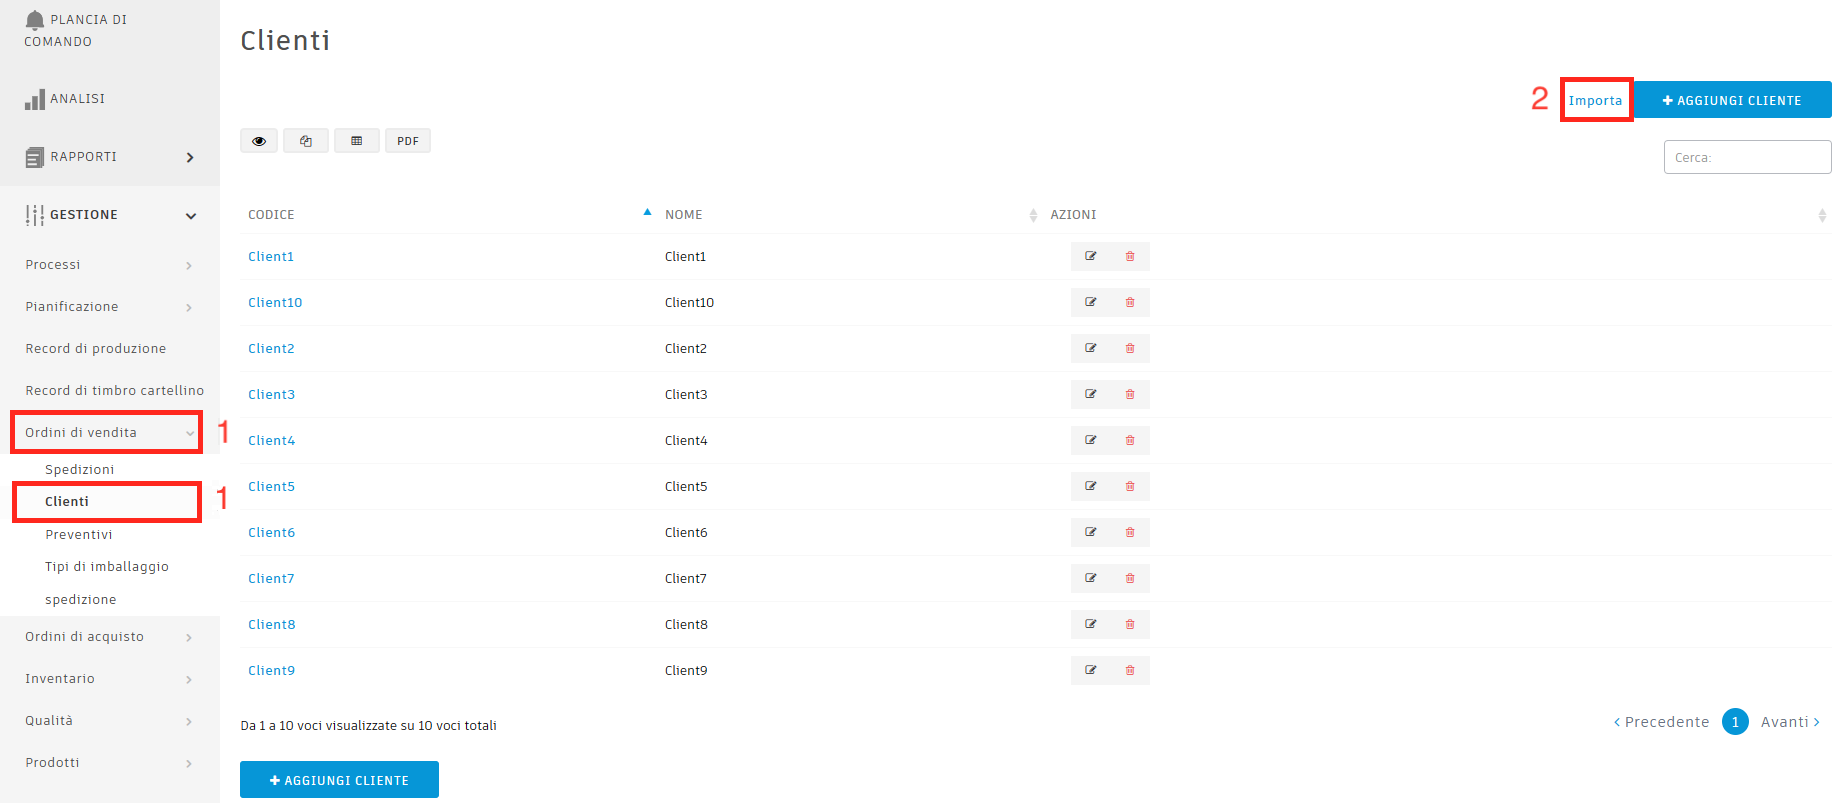 PLANCIA DI
COMANDO
ANALISI
RAPPORTI
GESTIONE
Processi
Pianificazione
Record di produzione
Record di timbro cartellino
Ordini di vendita
1
Spedizioni
Clienti
1
Preventivi
Tipi di imballaggio
spedizione
Ordini di acquisto
Inventario
Qualità
Prodotti
Clienti
2 Importa AGGIUNGI CLIENTE
PDF
Cerca:
CODICE NOME AZIONI
Client1 Client1
Client10 Client10
Client2 Client2
Client3 Client3
Client4 Client4
Client5 Client5
Client6 Client6
Client7 Client7
Client8 Client8
Client9 Client9
Da 1 a 10 voci visualizzate su 10 voci totali
Precedente 1 Avanti
AGGIUNGI CLIENTE